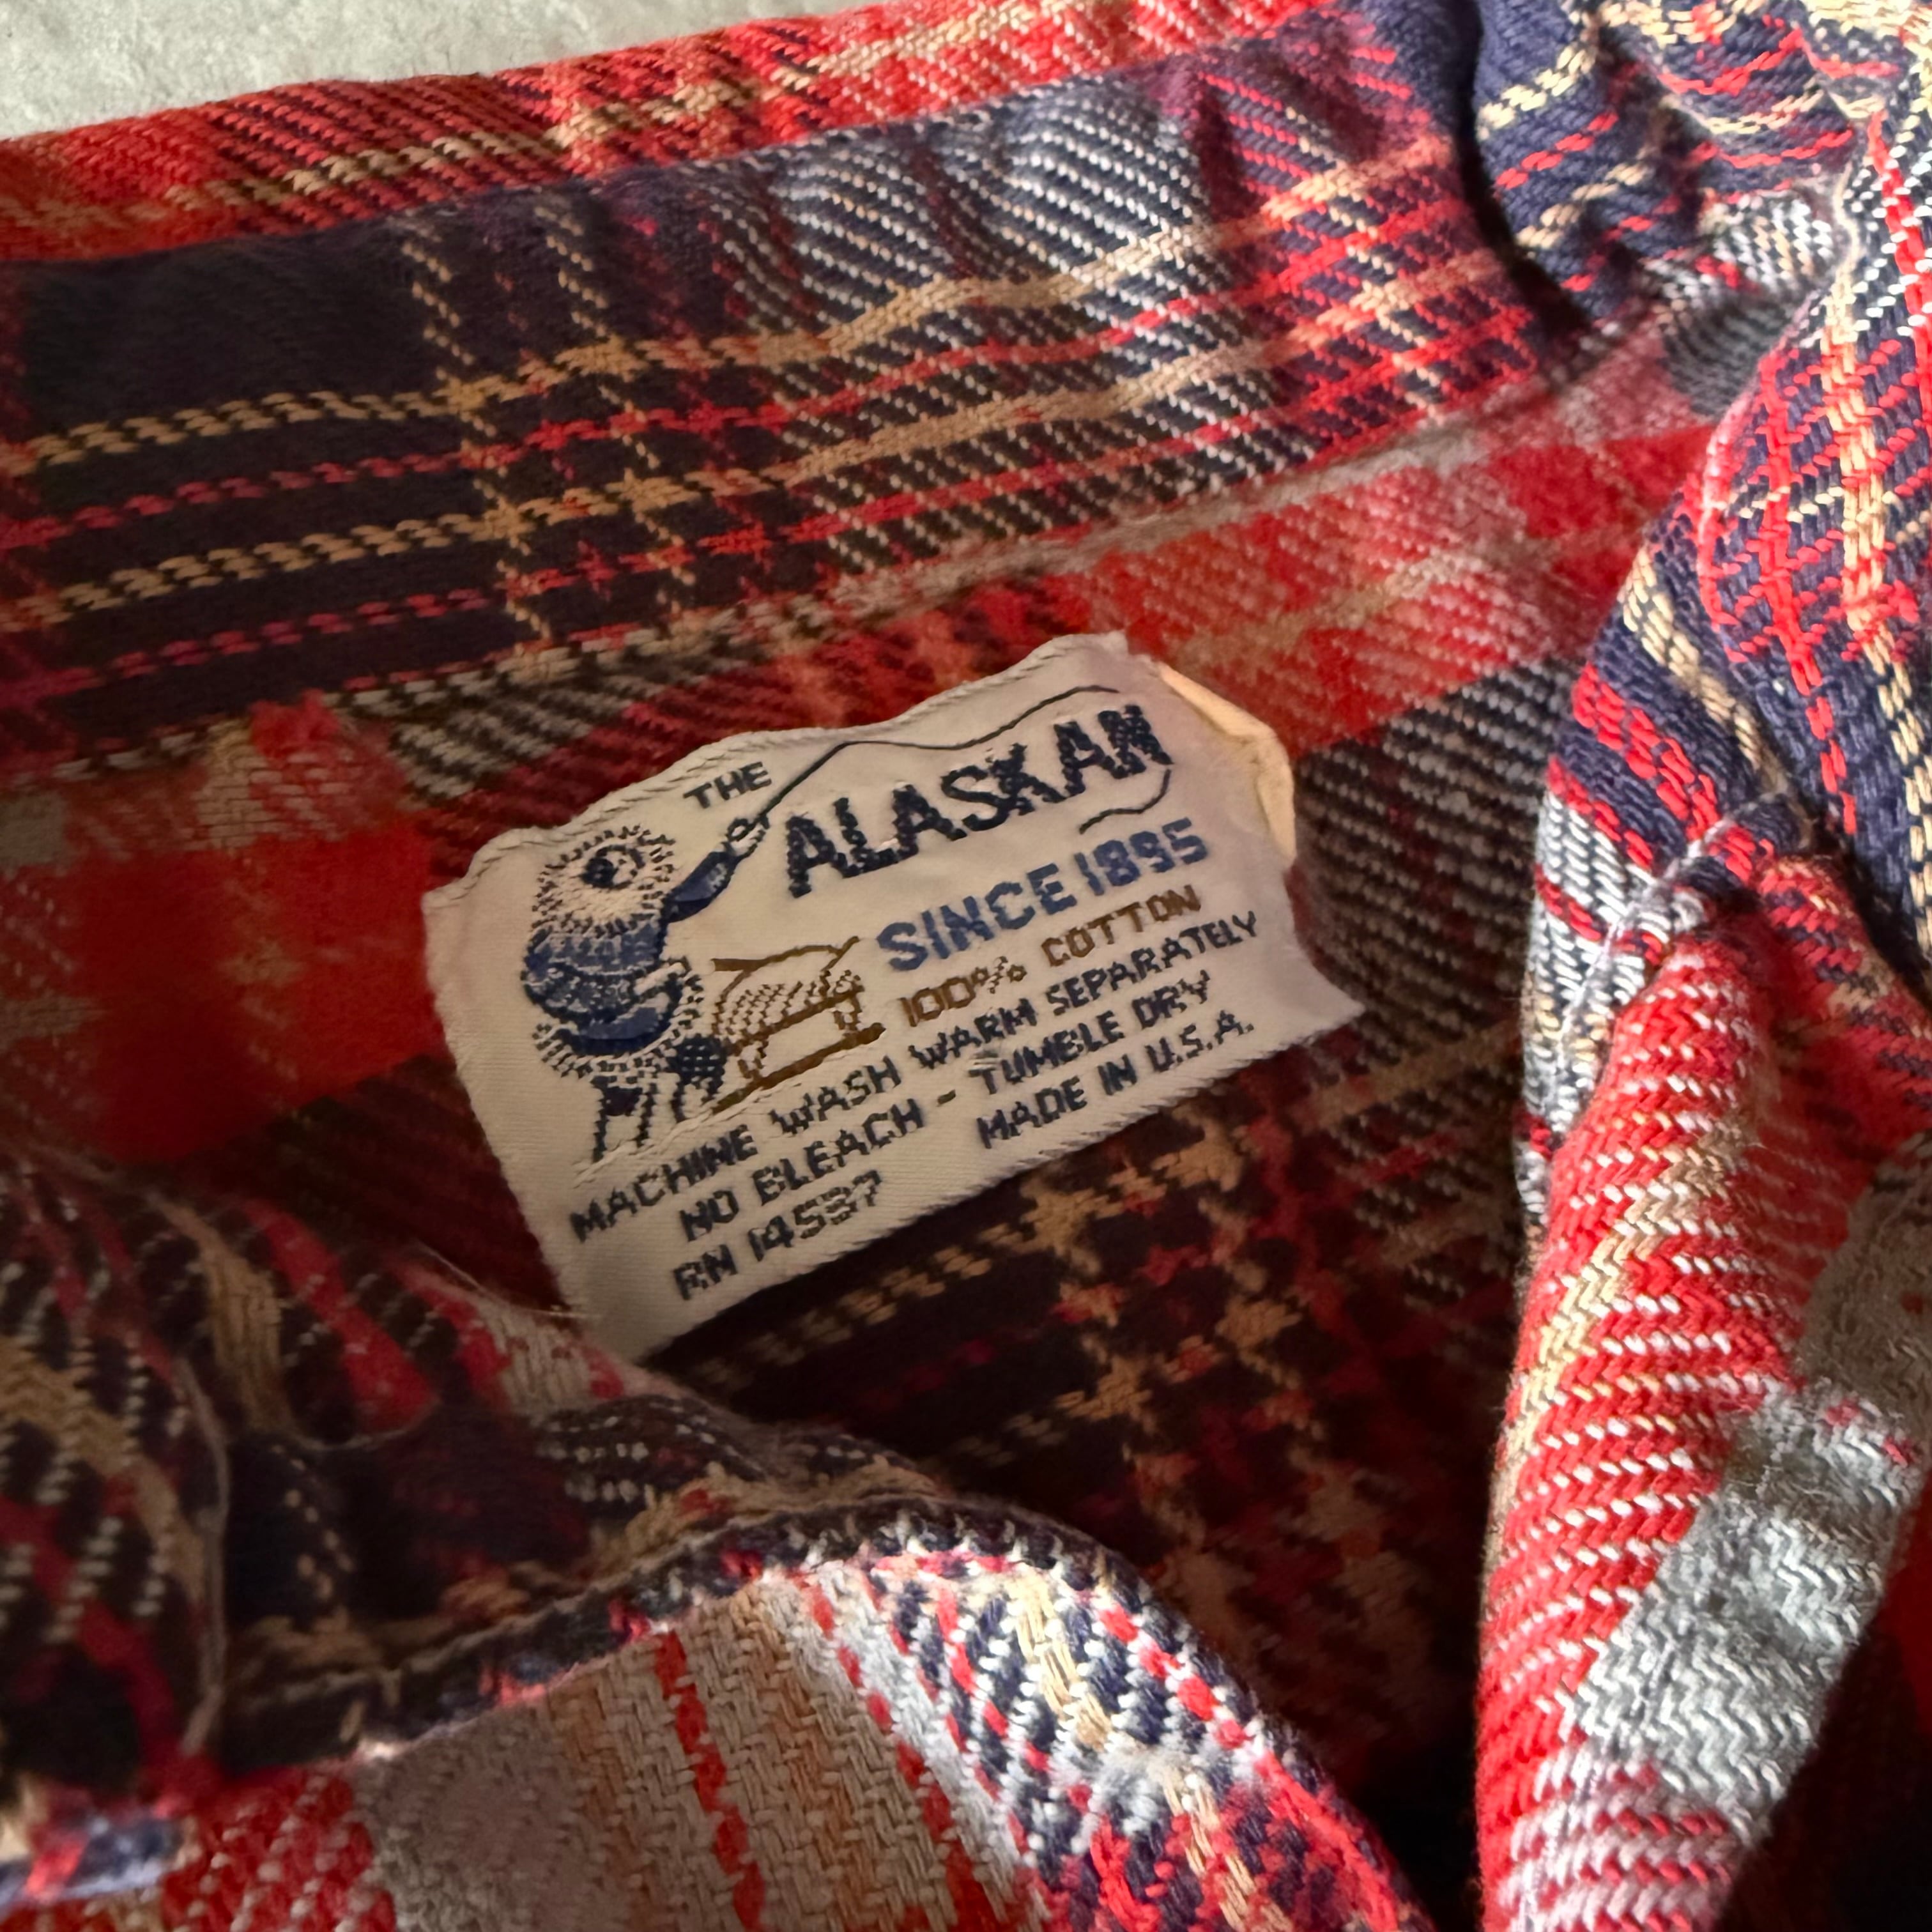 THE
ALASKAN
SINCE 1895
100% COTTON
MACHINE WASH WARM SEPARATELY
NO BLEACH - TUMBLE DRY
RN 14537 MADE IN U.S.A.